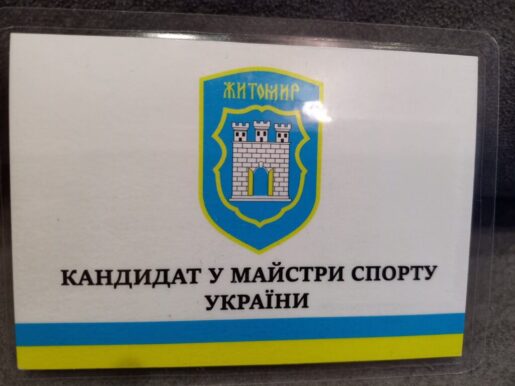 ЖИТОМИР
КАНДИДАТ У МАЙСТРИ СПОРТУ
УКРАЇНИ